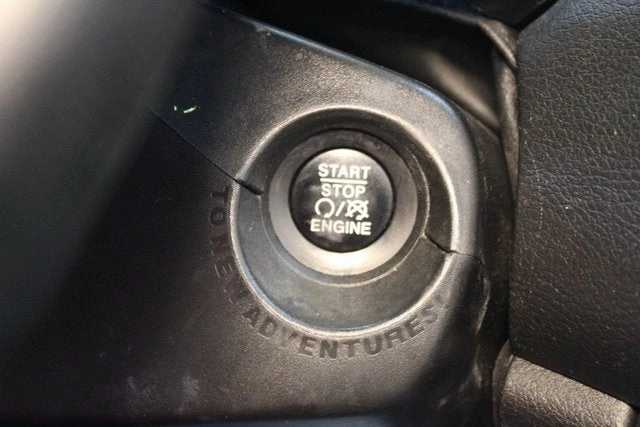 START
STOP
ENGINE
TO NEW ADVENTURES